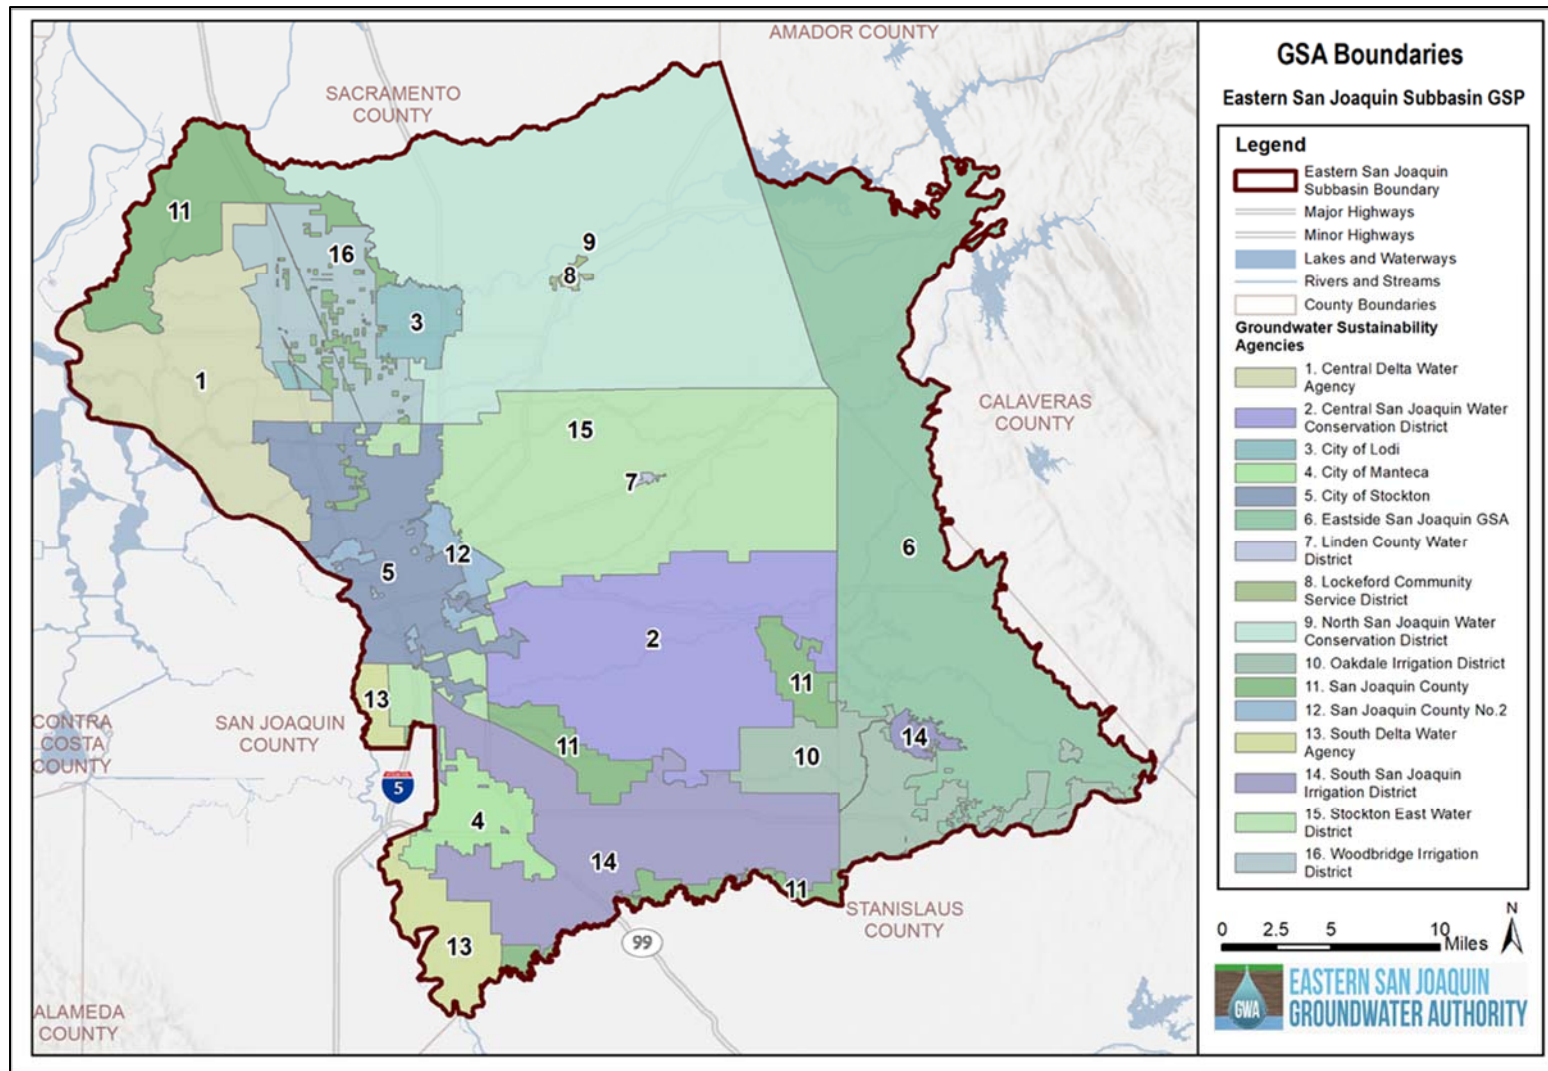 AMADOR COUNTY
SACRAMENTO
COUNTY
11
16
9
8
3
1
CALAVERAS
COUNTY
15
7
12
5
6
2
11
13
CONTRA
COSTA
COUNTY
SAN JOAQUIN
COUNTY
11
14
10
5
4
14
11
STANISLAUS
COUNTY
99
13
ALAMEDA
COUNTY
GSA Boundaries
Eastern San Joaquin Subbasin GSP
Legend
Eastern San Joaquin
Subbasin Boundary
Major Highways
Minor Highways
Lakes and Waterways
Rivers and Streams
County Boundaries
Groundwater Sustainability
Agencies
1. Central Delta Water
Agency
2. Central San Joaquin Water
Conservation District
3. City of Lodi
4. City of Manteca
5. City of Stockton
6. Eastside San Joaquin GSA
7. Linden County Water
District
8. Lockeford Community
Service District
9. North San Joaquin Water
Conservation District
10. Oakdale Irrigation District
11. San Joaquin County
12. San Joaquin County No.2
13. South Delta Water
Agency
14. South San Joaquin
Irrigation District
15. Stockton East Water
District
16. Woodbridge Irrigation
District
N
0 2.5 5 10
Miles
GWA
EASTERN SAN JOAQUIN
GROUNDWATER AUTHORITY